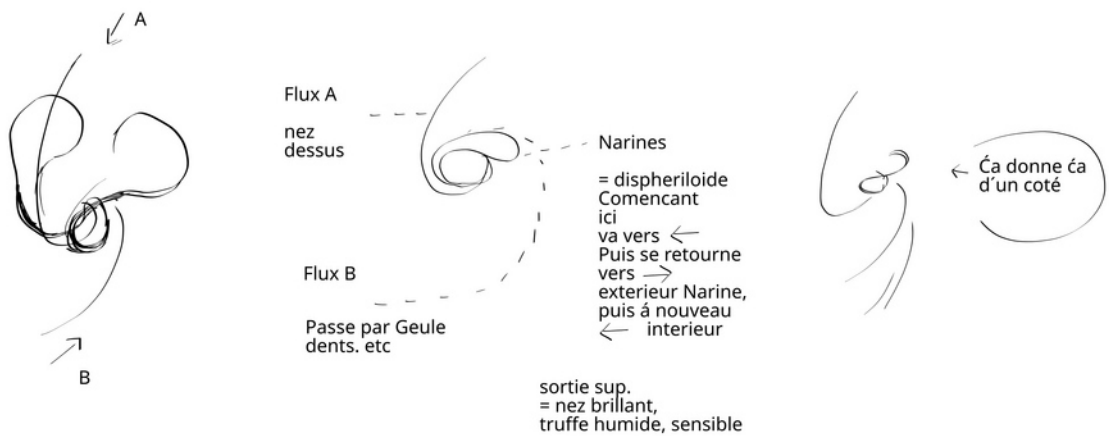 A
B
Flux A
nez
dessus
Flux B
Passe par Geule
dents. etc
Narines
= dispheriloide
Comencant
ici
va vers ←
Puis se retourne
vers →
exterieur Narine,
puis á nouveau
← interieur
sortie sup.
= nez brillant,
truffe humide, sensible
← Ća donne ća
d´un coté